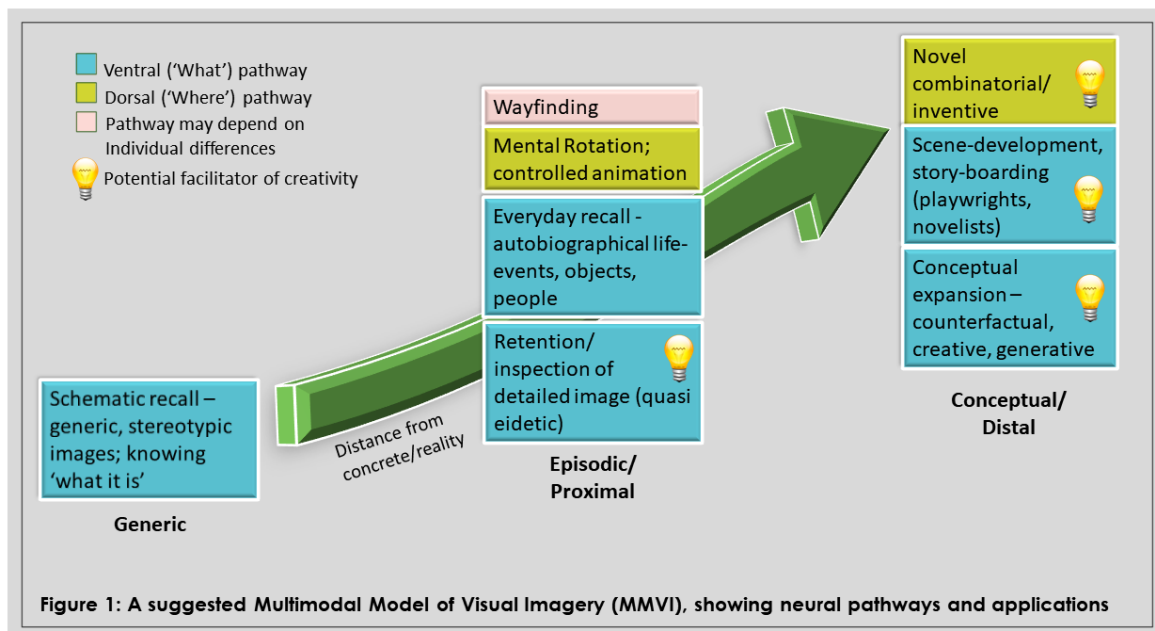 Ventral (‘What’) pathway
Dorsal (‘Where’) pathway
Pathway may depend on
Individual differences
Potential facilitator of creativity
Schematic recall –
generic, stereotypic
images; knowing
‘what it is’
Generic
Distance from
concrete/reality
Wayfinding
Mental Rotation;
controlled animation
Everyday recall -
autobiographical life-
events, objects,
people
Retention/
inspection of
detailed image (quasi
eidetic)
Episodic/
Proximal
Novel
combinatorial/
inventive
Scene-development,
story-boarding
(playwrights,
novelists)
Conceptual
expansion –
counterfactual,
creative, generative
Conceptual/
Distal
Figure 1: A suggested Multimodal Model of Visual Imagery (MMVI), showing neural pathways and applications